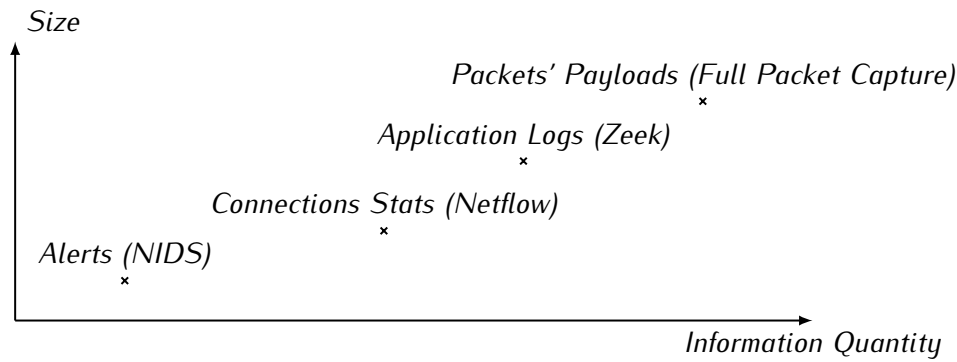 Size
Packets’ Payloads (Full Packet Capture)
Application Logs (Zeek)
Connections Stats (Netflow)
Alerts (NIDS)
Information Quantity